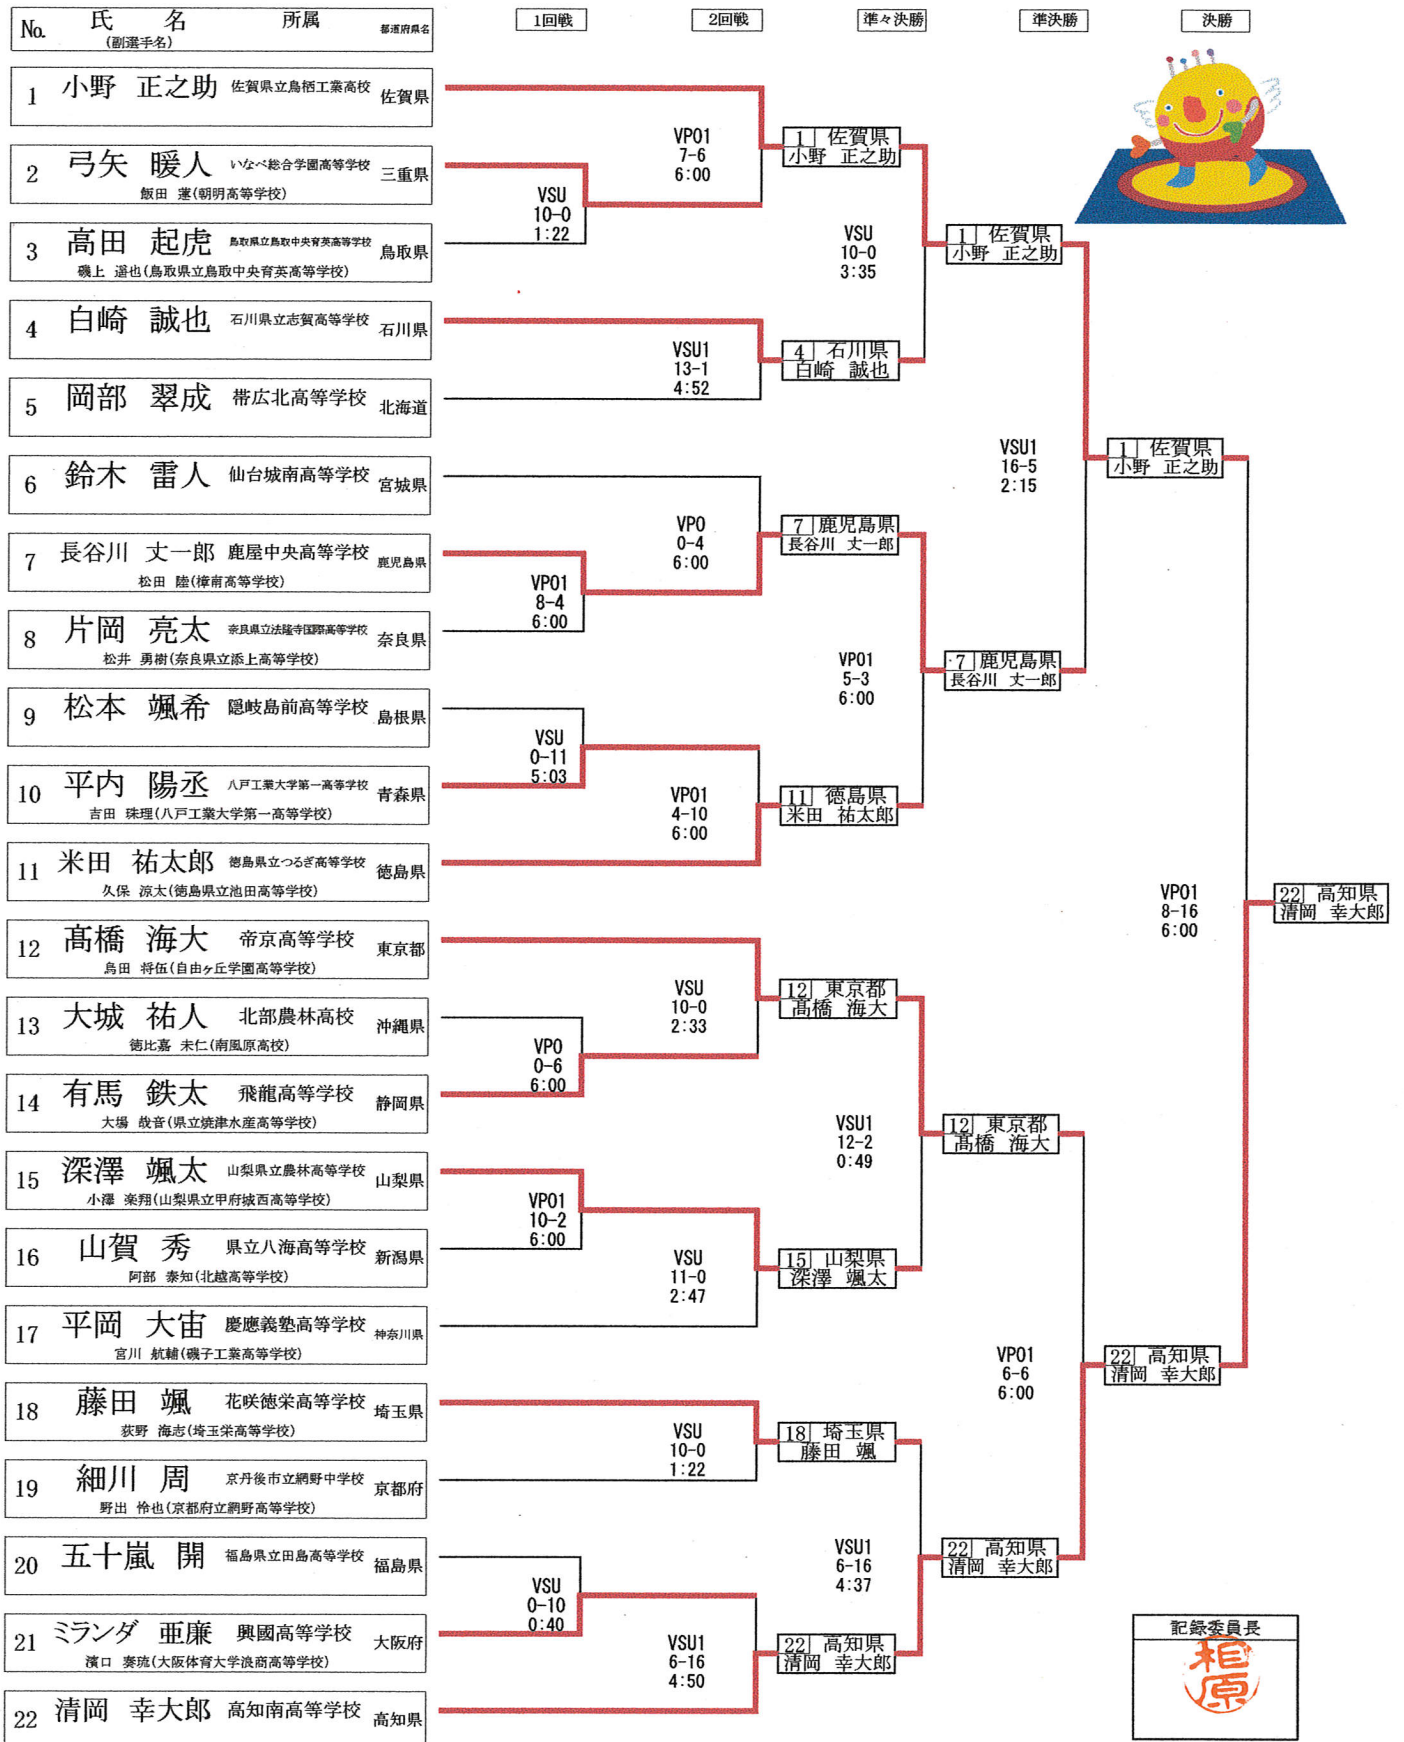 No. 氏 名 所属 都道府県名
(副選手名)
1回戦 2回戦 準々決勝 準決勝 決勝
1 小野 正之助 佐賀県立鳥栖工業高校 佐賀県
2 弓矢 暖人 いなべ総合学園高等学校 三重県
飯田 蓮(朝明高等学校)
3 高田 起虎 鳥取県立鳥取中央育英高等学校 鳥取県
磯上 遥也(鳥取県立鳥取中央育英高等学校)
4 白崎 誠也 石川県立志賀高等学校 石川県
5 岡部 翠成 帯広北高等学校 北海道
6 鈴木 雷人 仙台城南高等学校 宮城県
7 長谷川 丈一郎 鹿屋中央高等学校 鹿児島県
松田 陸(樟南高等学校)
8 片岡 亮太 奈良県立法隆寺国際高等学校 奈良県
松井 勇樹(奈良県立添上高等学校)
9 松本 颯希 隠岐島前高等学校 島根県
10 平内 陽丞 八戸工業大学第一高等学校 青森県
吉田 珠理(八戸工業大学第一高等学校)
11 米田 祐太郎 徳島県立つるぎ高等学校 徳島県
久保 涼太(徳島県立池田高等学校)
12 髙橋 海大 帝京高等学校 東京都
鳥田 将伍(自由ヶ丘学園高等学校)
13 大城 祐人 北部農林高校 沖縄県
徳比嘉 未仁(南風原高校)
14 有馬 鉄太 飛龍高等学校 静岡県
大場 哉音(県立焼津水産高等学校)
15 深澤 颯太 山梨県立農林高等学校 山梨県
小澤 楽翔(山梨県立甲府城西高等学校)
16 山賀 秀 県立八海高等学校 新潟県
阿部 泰知(北越高等学校)
17 平岡 大宙 慶應義塾高等学校 神奈川県
宮川 航輔(磯子工業高等学校)
18 藤田 颯 花咲徳栄高等学校 埼玉県
荻野 海志(埼玉栄高等学校)
19 細川 周 京丹後市立網野中学校 京都府
野出 怜也(京都府立網野高等学校)
20 五十嵐 開 福島県立田島高等学校 福島県
21 ミランダ 亜廉 興國高等学校 大阪府
濱口 奏琉(大阪体育大学浪商高等学校)
22 清岡 幸大郎 高知南高等学校 高知県
VSU
10-0
1:22
VPO1
8-4
6:00
VSU
0-11
5:03
VPO
0-6
6:00
VPO1
10-2
6:00
VSU
0-10
0:40
VPO1
7-6
6:00
VSU1
13-1
4:52
VPO
0-4
6:00
VPO1
4-10
6:00
VSU
10-0
2:33
VSU
11-0
2:47
VSU
10-0
1:22
VSU1
6-16
4:50
1 佐賀県
小野 正之助
4 石川県
白崎 誠也
7 鹿児島県
長谷川 丈一郎
11 徳島県
米田 祐太郎
12 東京都
髙橋 海大
15 山梨県
深澤 颯太
18 埼玉県
藤田 颯
22 高知県
清岡 幸大郎
VSU
10-0
3:35
VPO1
5-3
6:00
VSU1
12-2
0:49
VSU1
6-16
4:37
1 佐賀県
小野 正之助
7 鹿児島県
長谷川 丈一郎
12 東京都
髙橋 海大
22 高知県
清岡 幸大郎
VSU1
16-5
2:15
VPO1
6-6
6:00
1 佐賀県
小野 正之助
22 高知県
清岡 幸大郎
VPO1
8-16
6:00
22 高知県
清岡 幸大郎
記録委員長
相原